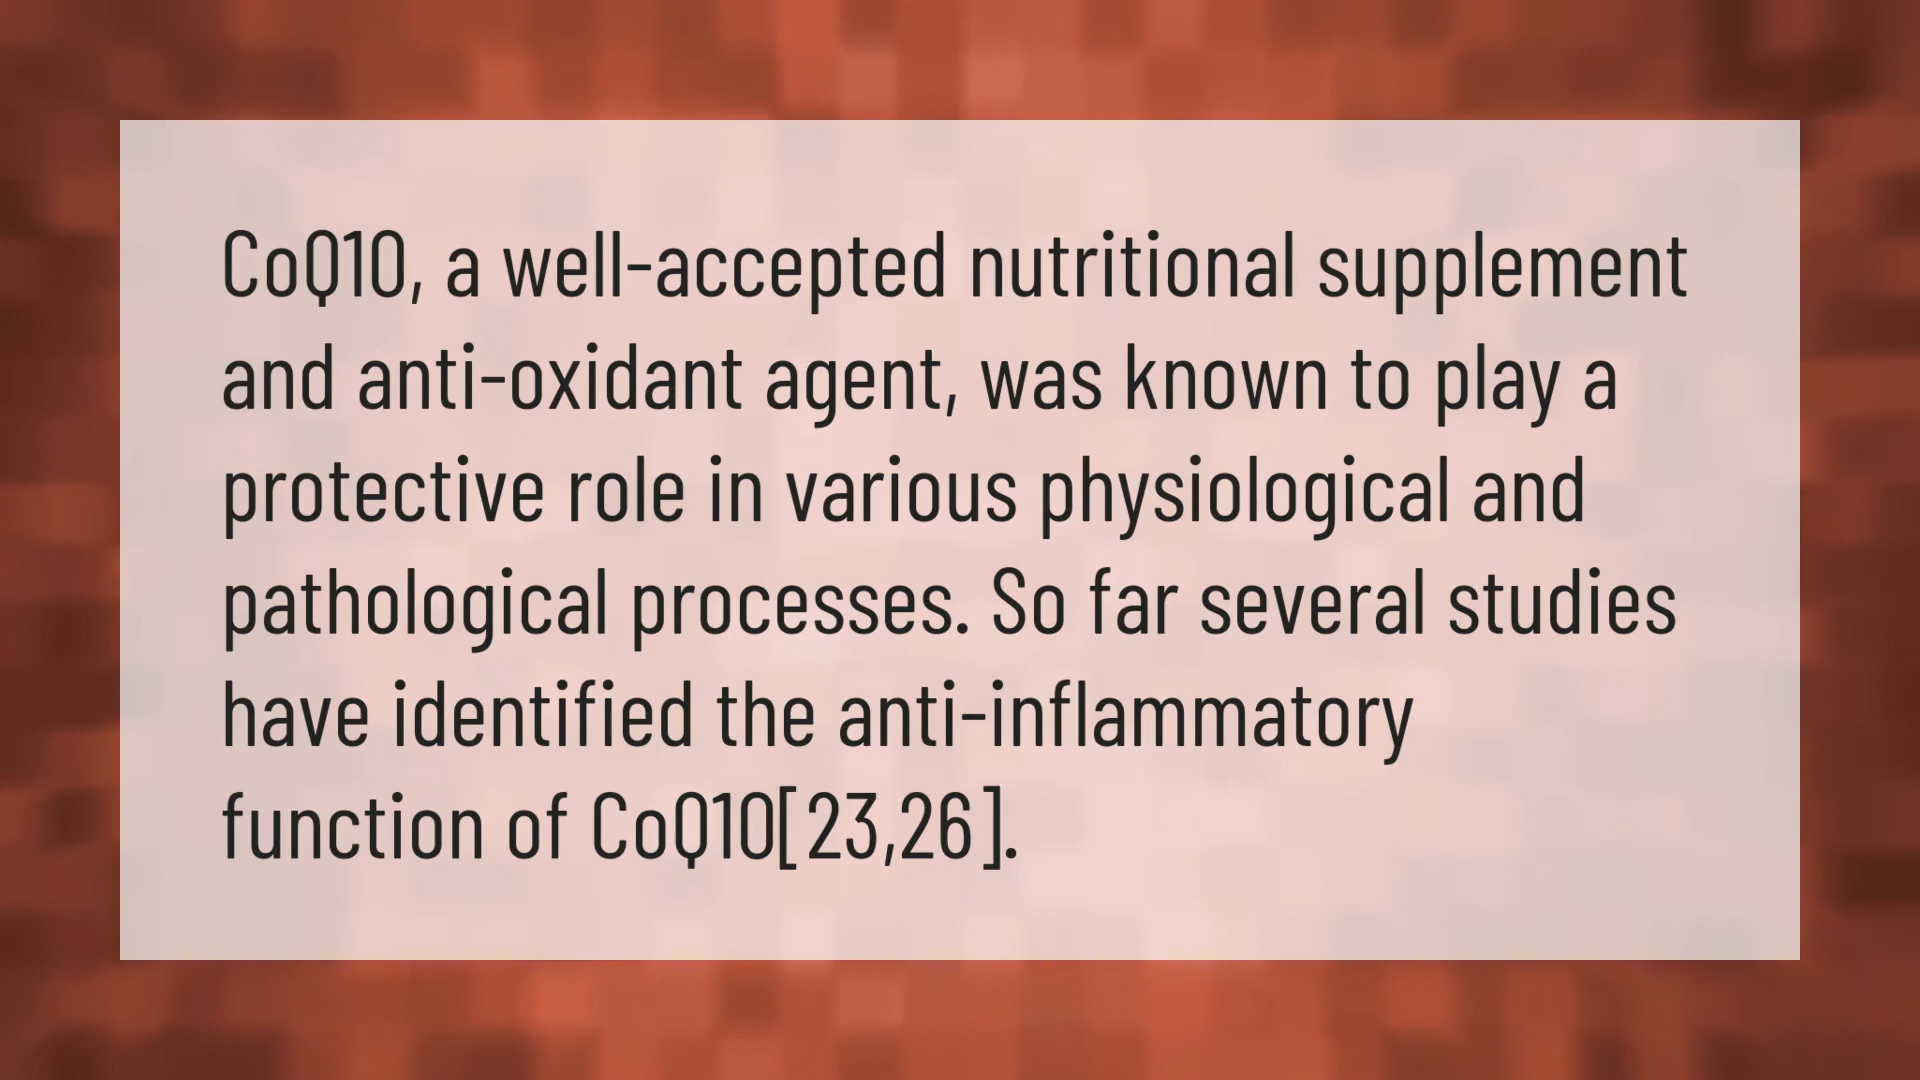 CoQ10, a well-accepted nutritional supplement
and anti-oxidant agent, was known to play a
protective role in various physiological and
pathological processes. So far several studies
have identified the anti-inflammatory
function of CoQ10[23,26].